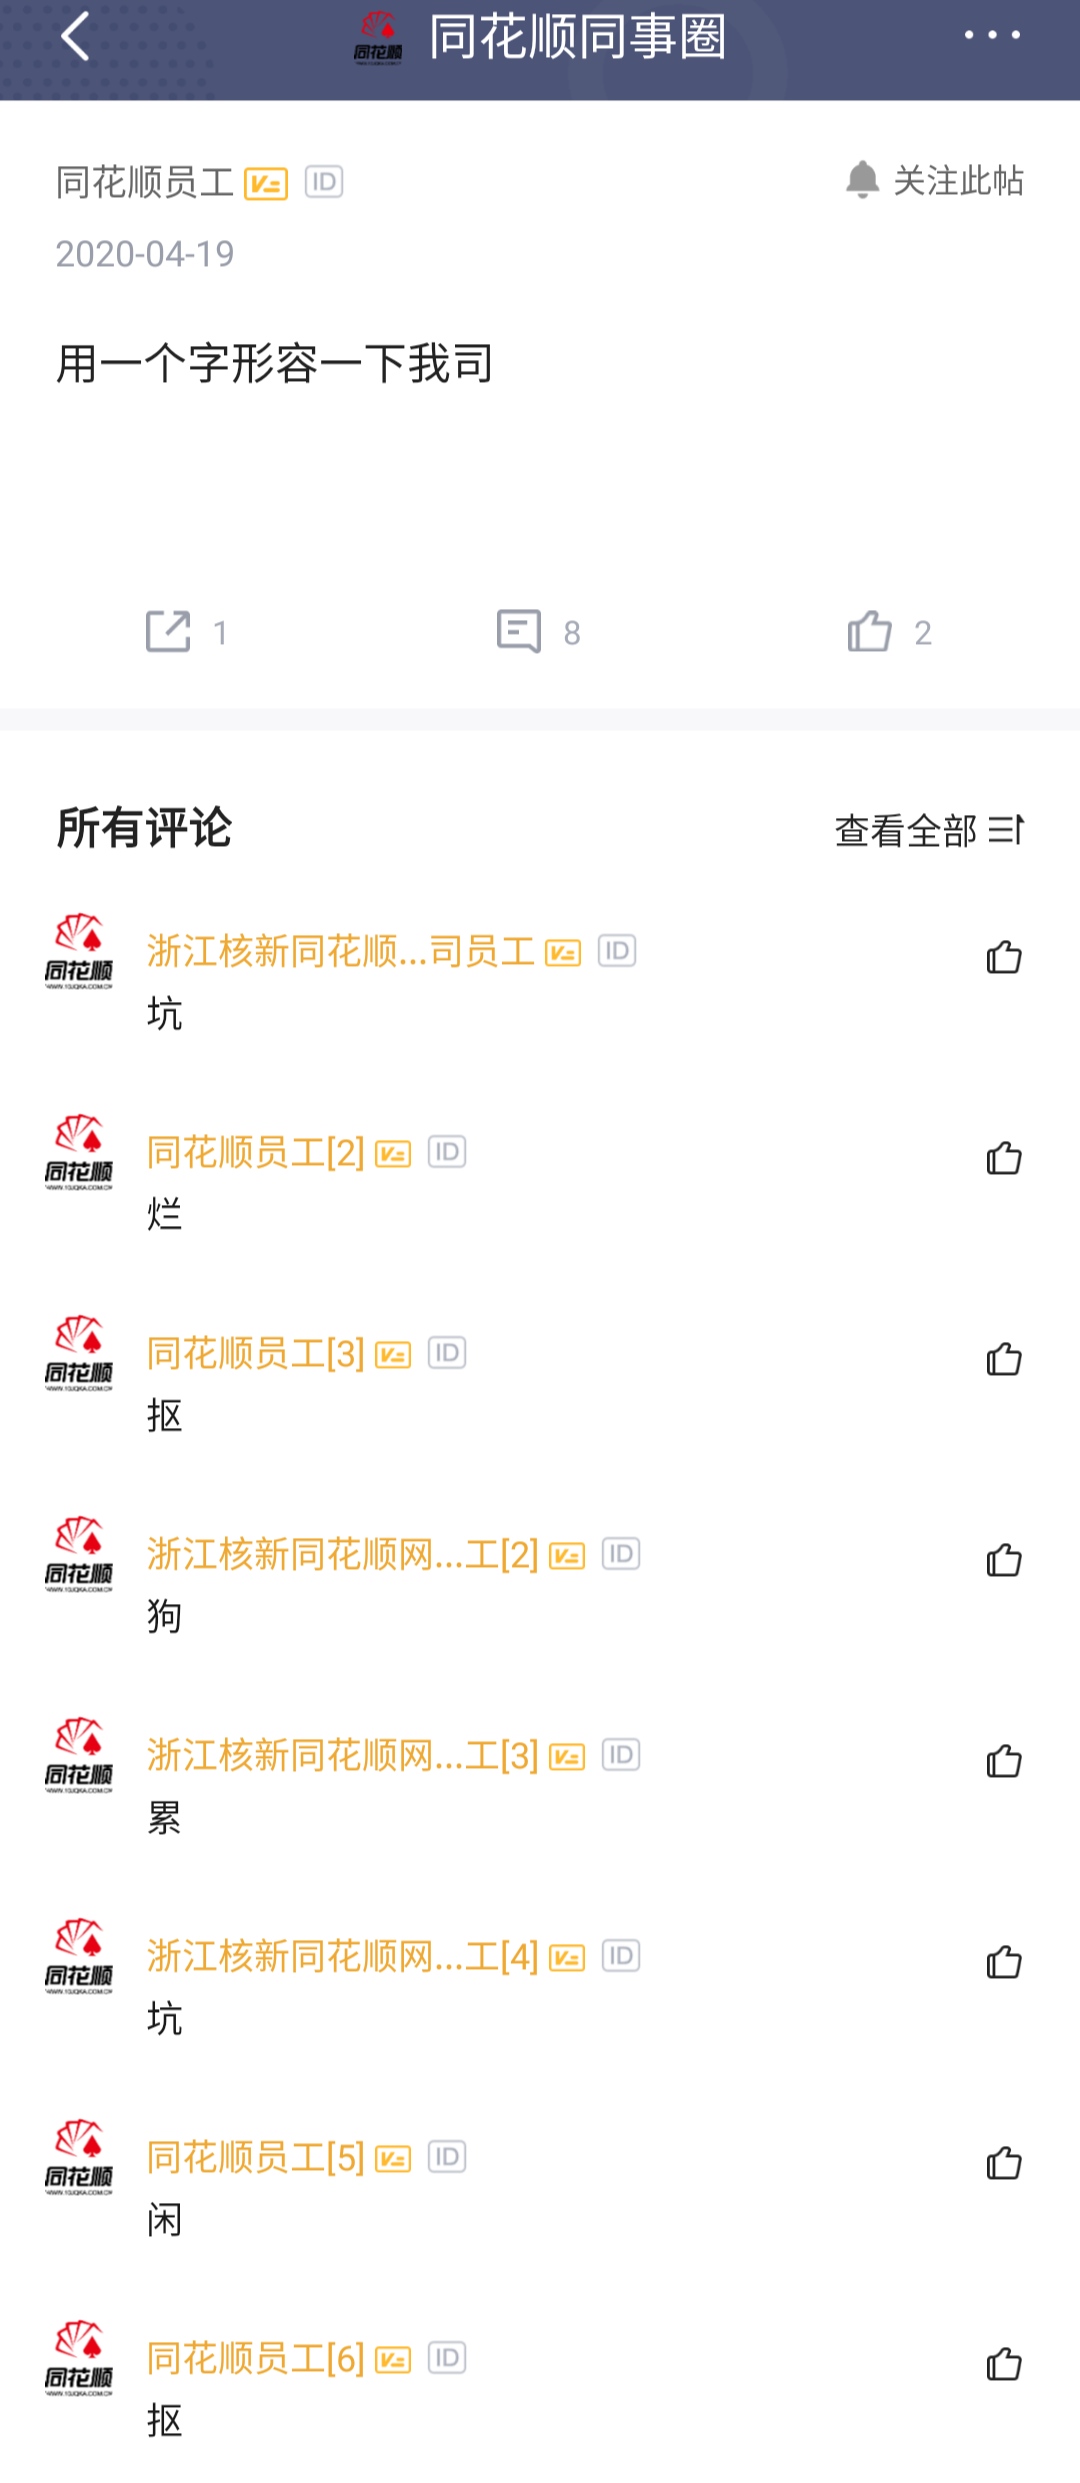 同花顺
同花顺同事圈
同花顺员工 V ID
关注此帖
2020-04-19
用一个字形容一下我司
1
8
2
所有评论
查看全部
同花顺
浙江核新同花顺...司员工 V ID
坑
同花顺
同花顺员工[2] V ID
烂
同花顺
同花顺员工[3] V ID
抠
同花顺
浙江核新同花顺网...工[2] V ID
狗
同花顺
浙江核新同花顺网...工[3] V ID
累
同花顺
浙江核新同花顺网...工[4] V ID
坑
同花顺
同花顺员工[5] V ID
闲
同花顺
同花顺员工[6] V ID
抠